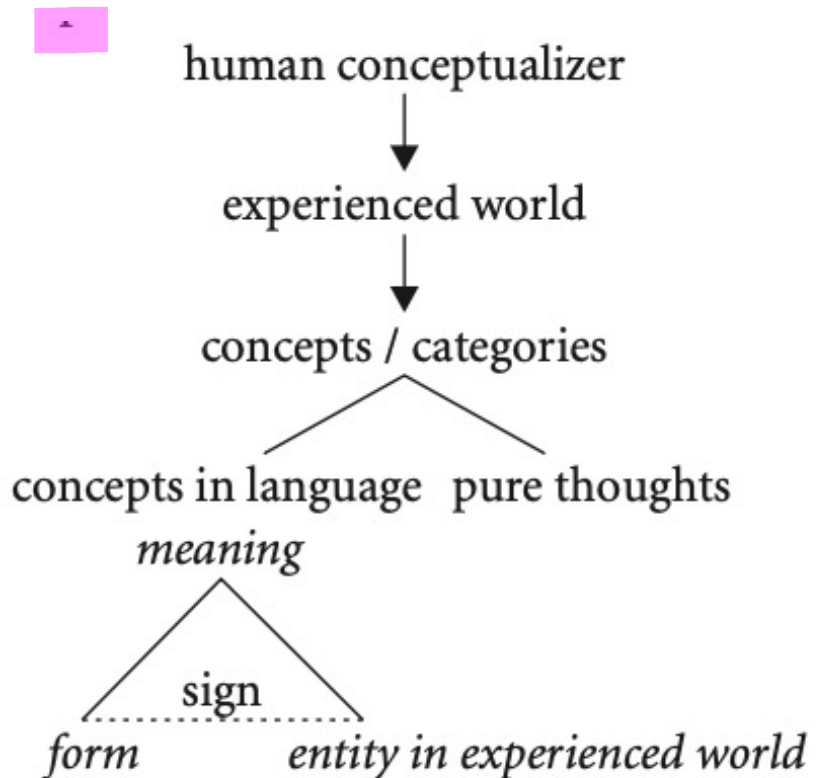 human conceptualizer
experienced world
concepts / categories
concepts in language pure thoughts
meaning
sign
form entity in experienced world